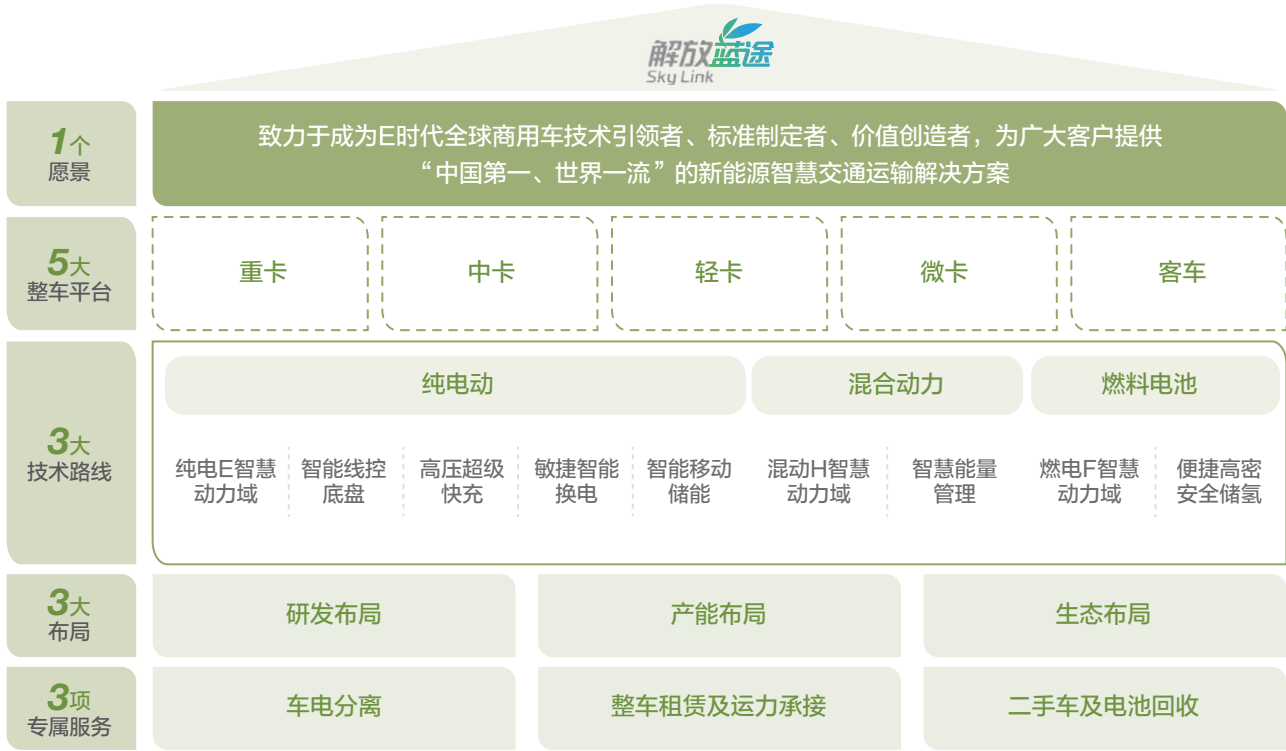 解放蓝途
Sky Link
1个
愿景
致力于成为E时代全球商用车技术引领者、标准制定者、价值创造者，为广大客户提供
“中国第一、世界一流”的新能源智慧交通运输解决方案
5大
整车平台
重卡
中卡
轻卡
微卡
客车
3大
技术路线
纯电动
混合动力
燃料电池
纯电E智慧
动力域
智能线控
底盘
高压超级
快充
敏捷智能
换电
智能移动
储能
混动H智慧
动力域
智慧能量
管理
燃电F智慧
动力域
便捷高密
安全储氢
3大
布局
研发布局
产能布局
生态布局
3项
专属服务
车电分离
整车租赁及运力承接
二手车及电池回收